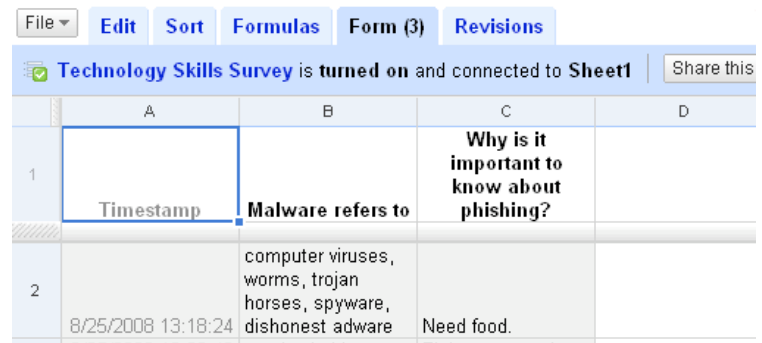 File Edit Sort Formulas Form (3) Revisions
Technology Skills Survey is turned on and connected to Sheet1 Share this
A B C D
1 Timestamp Malware refers to Why is it important to know about phishing?
2 8/25/2008 13:18:24 computer viruses, worms, trojan horses, spyware, dishonest adware Need food.